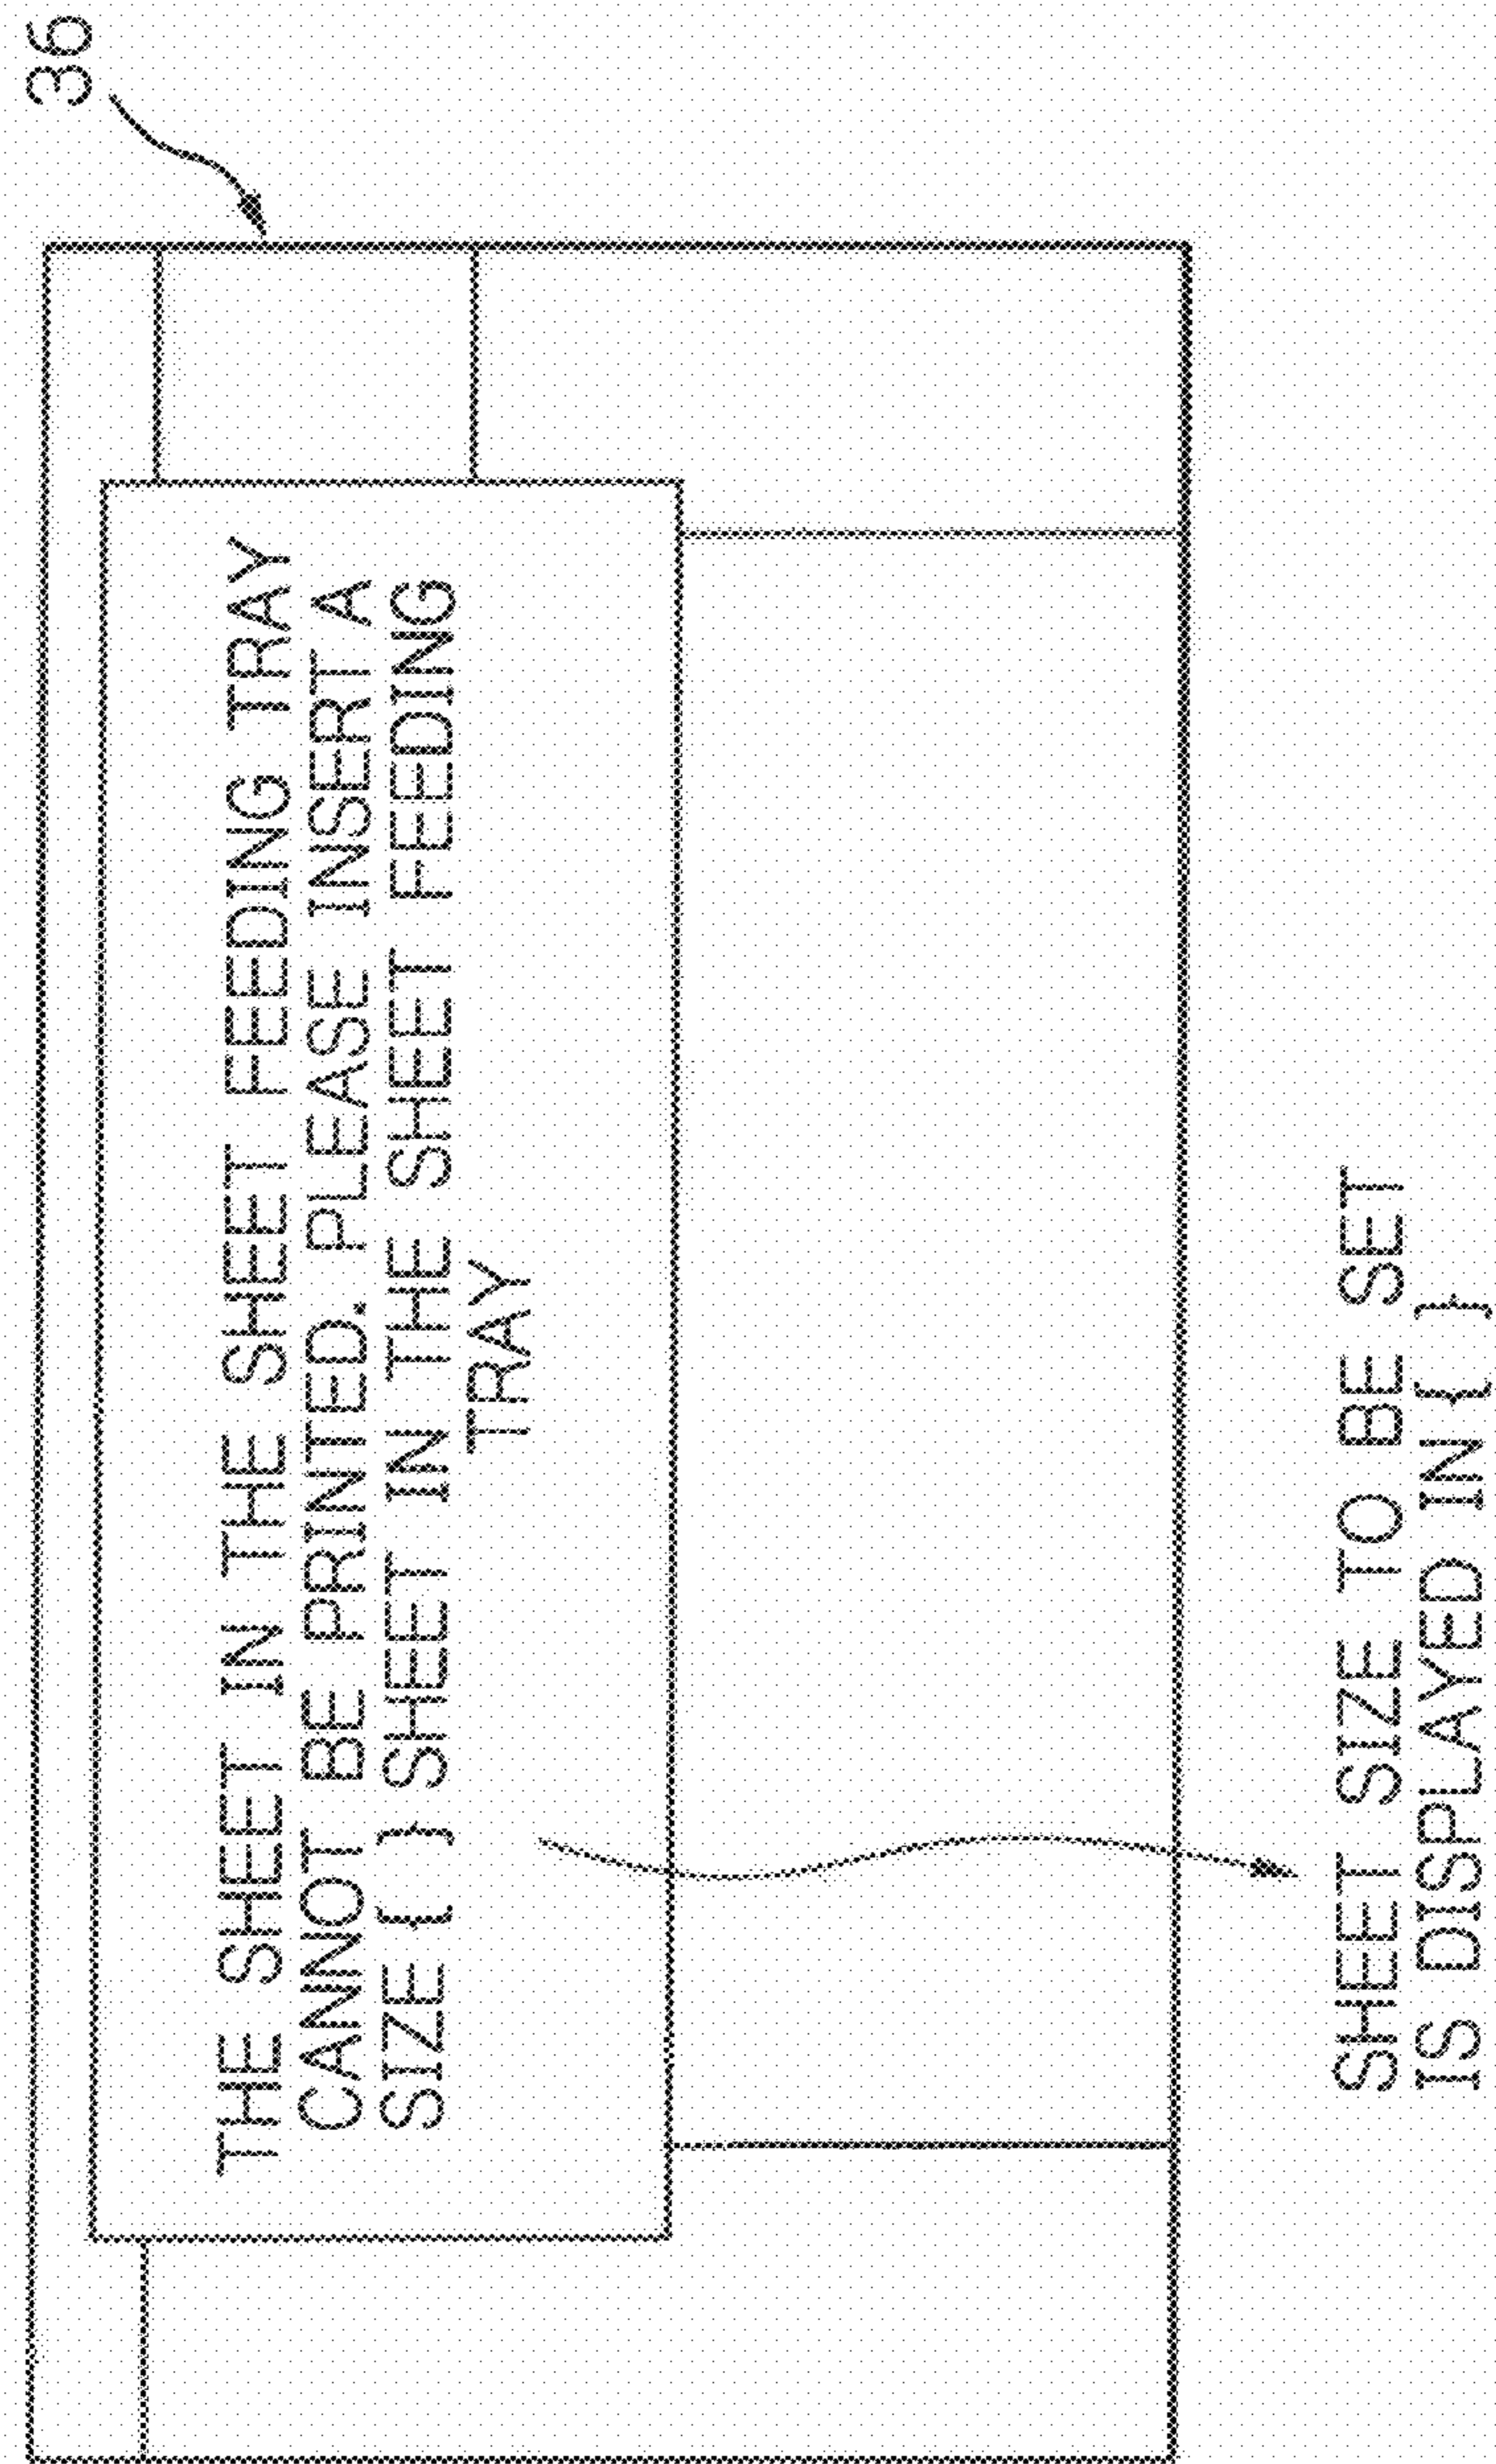 36
THE SHEET IN THE SHEET FEEDING TRAY
CANNOT BE PRINTED. PLEASE INSERT A
SIZE { } SHEET IN THE SHEET FEEDING
TRAY
SHEET SIZE TO BE SET
IS DISPLAYED IN { }